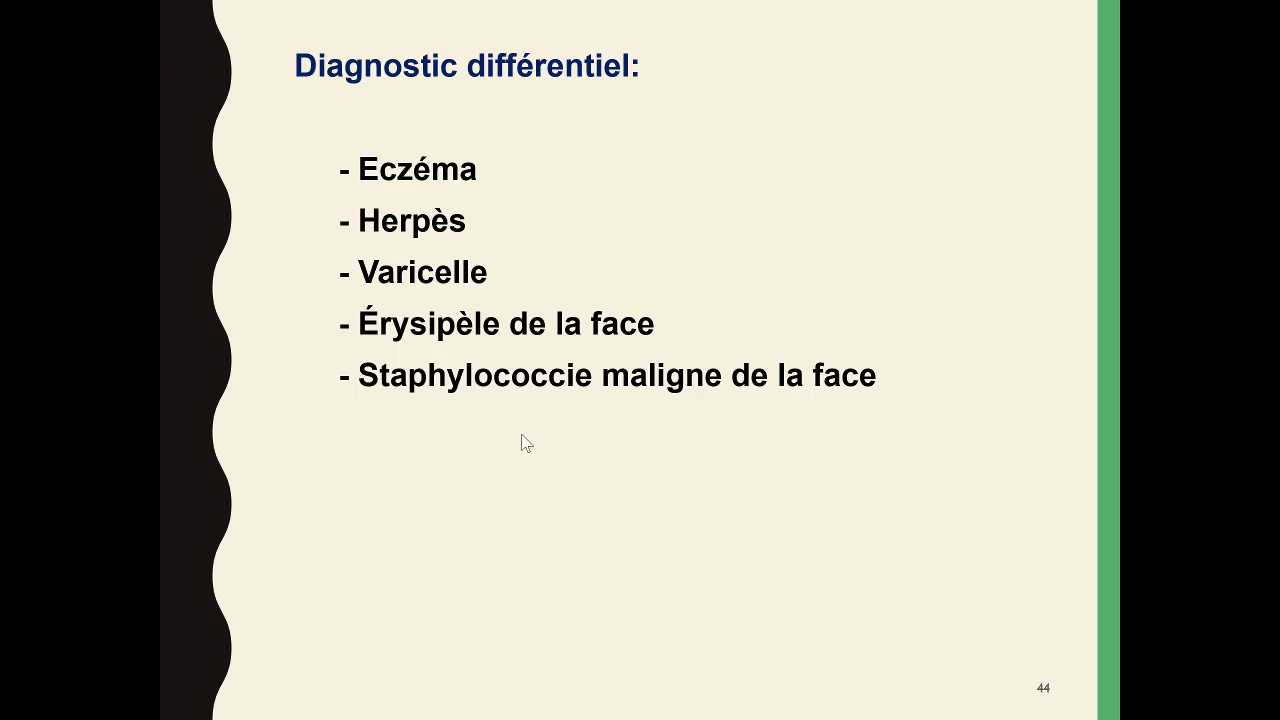 Diagnostic différentiel:
- Eczéma
- Herpès
- Varicelle
- Érysipèle de la face
- Staphylococcie maligne de la face
44